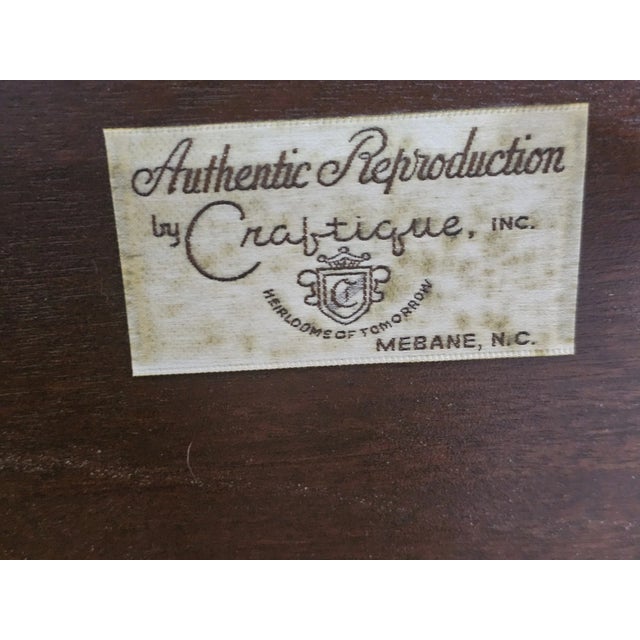 Authentic Reproduction
by Craftique, INC.
C
HEIRLOOMS OF TOMORROW
MEBANE, N.C.